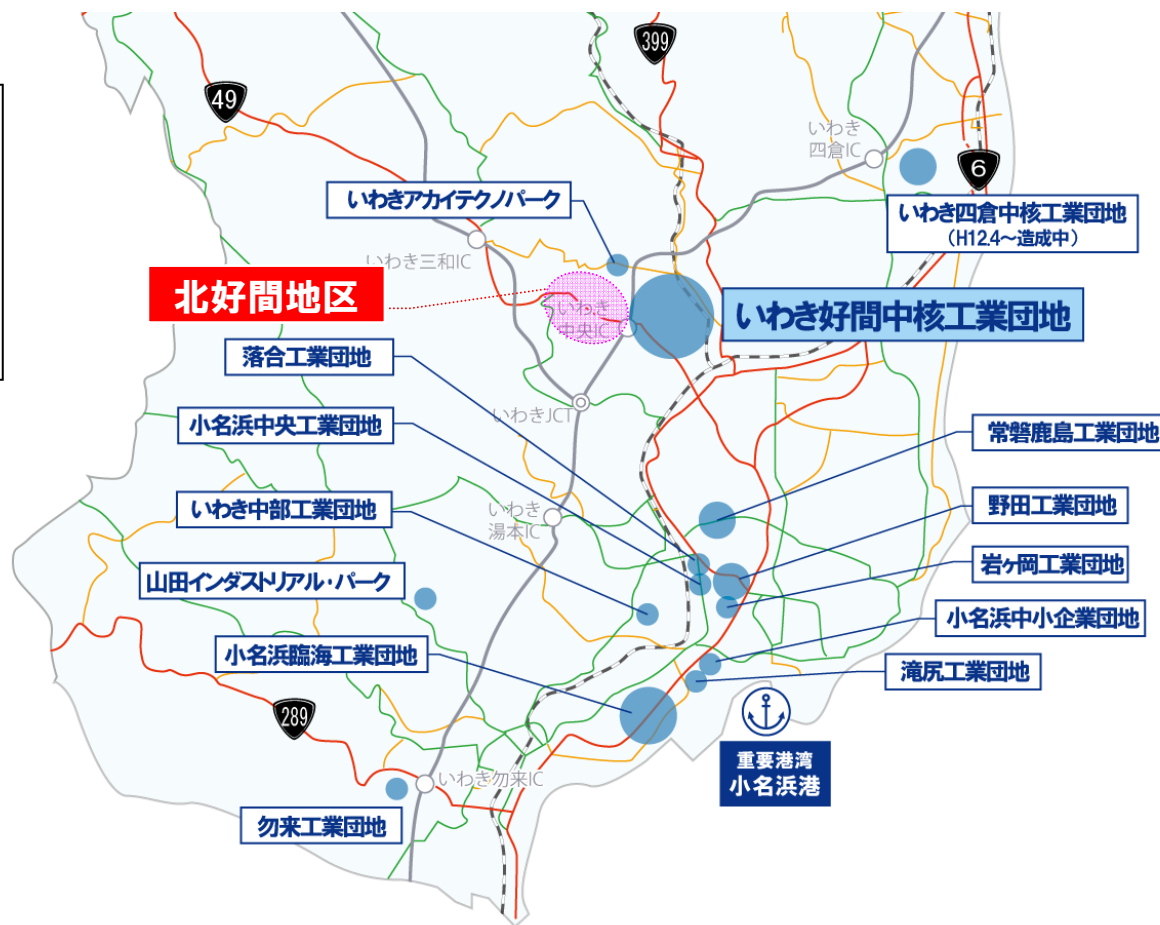 399
49
いわき
四倉IC
6
いわきアカイテクノパーク
いわき四倉中核工業団地
(H12.4～造成中)
いわき三和IC
北好間地区
いわき
中央IC
いわき好間中核工業団地
落合工業団地
いわきJCT
小名浜中央工業団地
常磐鹿島工業団地
いわき中部工業団地
いわき
湯本IC
野田工業団地
岩ヶ岡工業団地
山田インダストリアル・パーク
小名浜中小企業団地
小名浜臨海工業団地
滝尻工業団地
289
重要港湾
小名浜港
いわき勿来IC
勿来工業団地